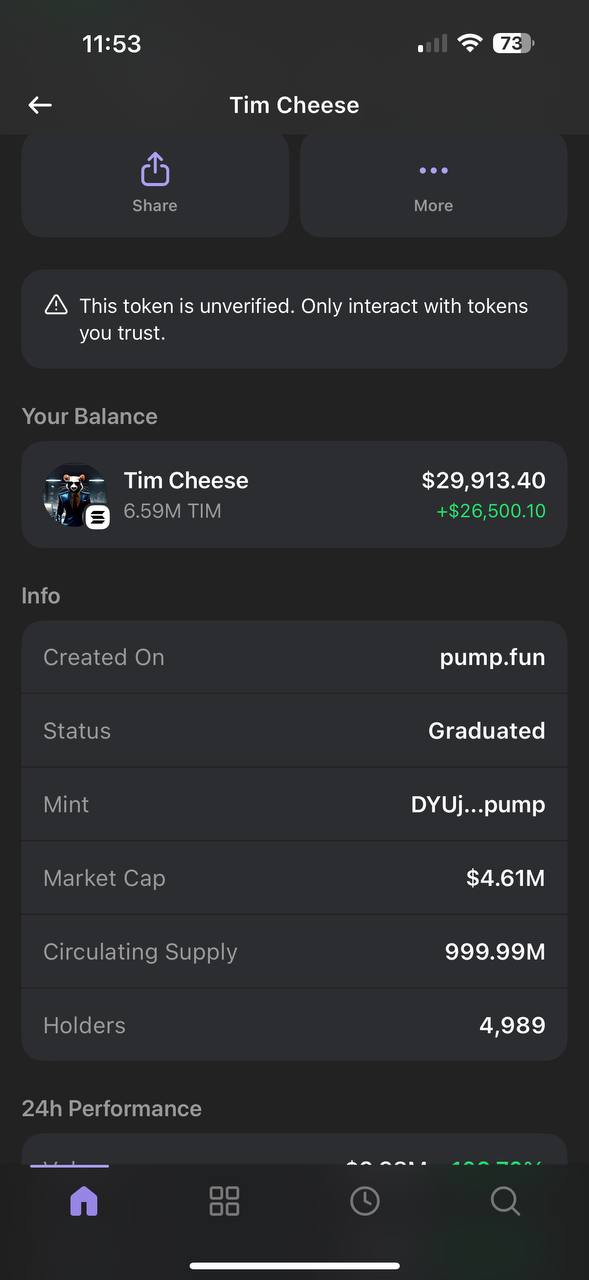 11:53
73
Tim Cheese
Share
More
This token is unverified. Only interact with tokens
you trust.
Your Balance
Tim Cheese
$29,913.40
6.59M TIM
+$26,500.10
Info
Created On
pump.fun
Status
Graduated
Mint
DYUj...pump
Market Cap
$4.61M
Circulating Supply
999.99M
Holders
4,989
24h Performance